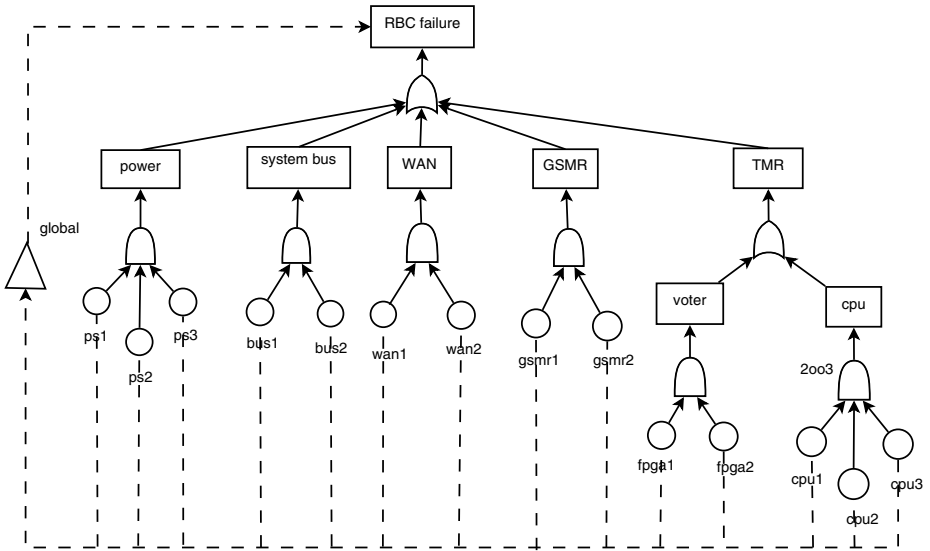 RBC failure
power
system bus
WAN
GSMR
TMR
global
voter
cpu
ps1
ps3
bus1
bus2
wan1
wan2
gsmr1
gsmr2
ps2
2oo3
fpga1
fpga2
cpu1
cpu3
cpu2